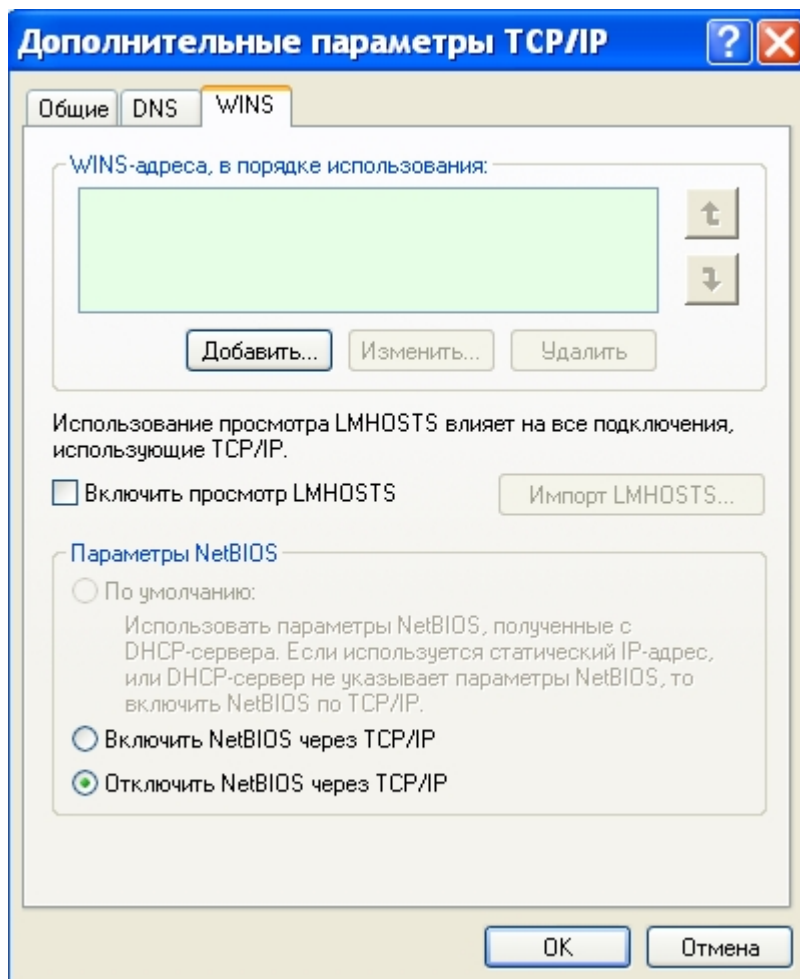 Дополнительные параметры TCP/IP
Общие DNS WINS
WINS-адреса, в порядке использования:
Добавить... Изменить... Удалить
Использование просмотра LMHOSTS влияет на все подключения,
использующие TCP/IP.
Включить просмотр LMHOSTS Импорт LMHOSTS...
Параметры NetBIOS
По умолчанию:
Использовать параметры NetBIOS, полученные с
DHCP-сервера. Если используется статический IP-адрес,
или DHCP-сервер не указывает параметры NetBIOS, то
включить NetBIOS по TCP/IP.
Включить NetBIOS через TCP/IP
Отключить NetBIOS через TCP/IP
OK Отмена